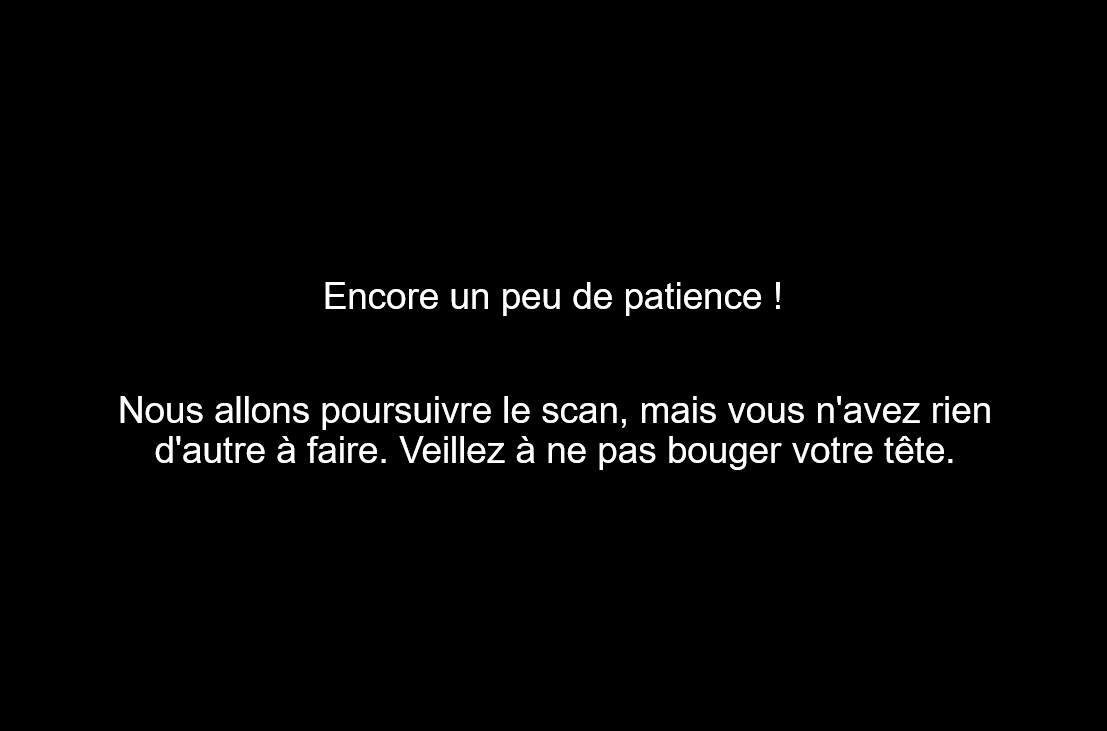 Encore un peu de patience !
Nous allons poursuivre le scan, mais vous n'avez rien
d'autre à faire. Veillez à ne pas bouger votre tête.